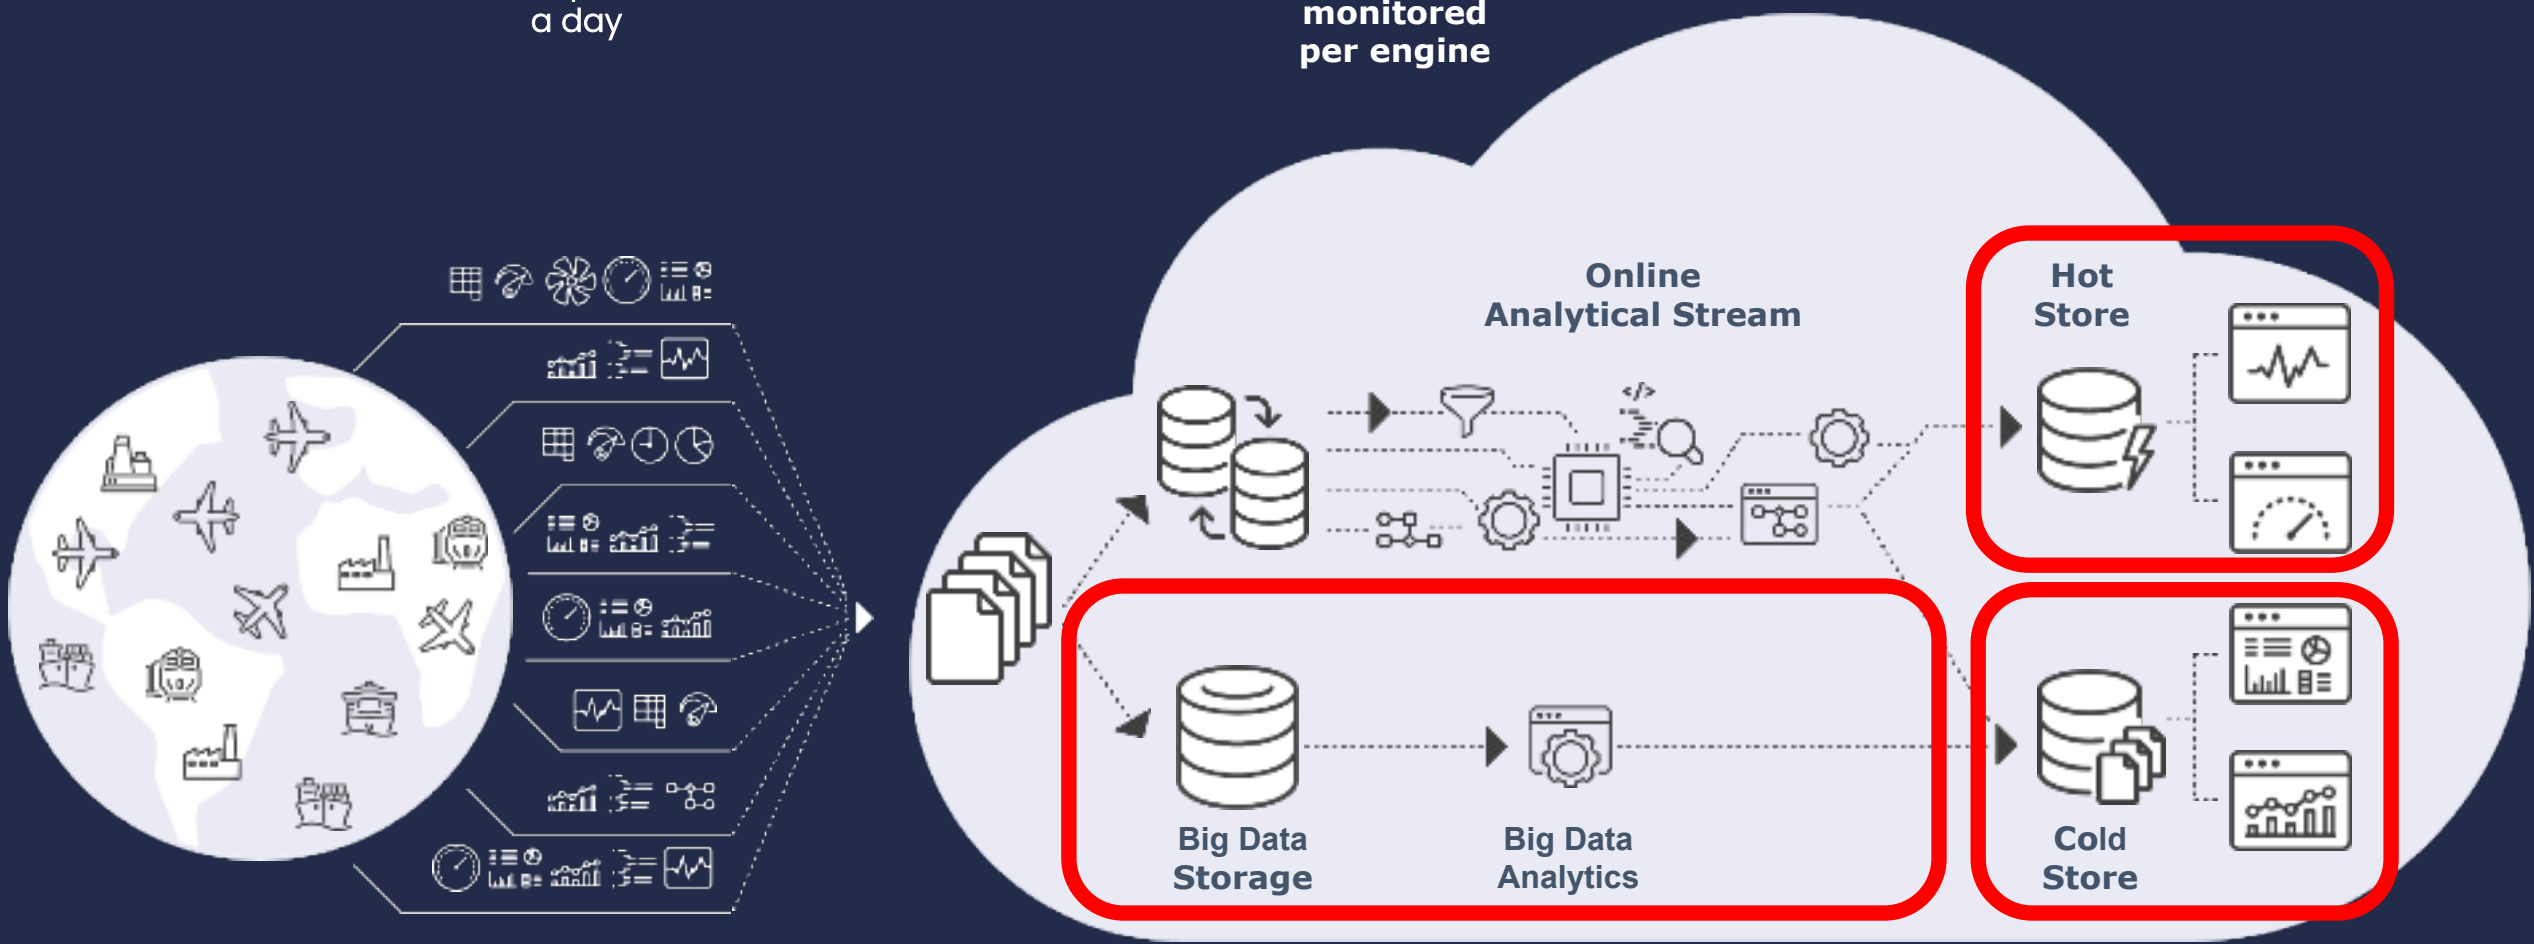 a day
monitored
per engine
Online
Analytical Stream
</>
Hot
Store
Big Data
Storage
Big Data
Analytics
Cold
Store